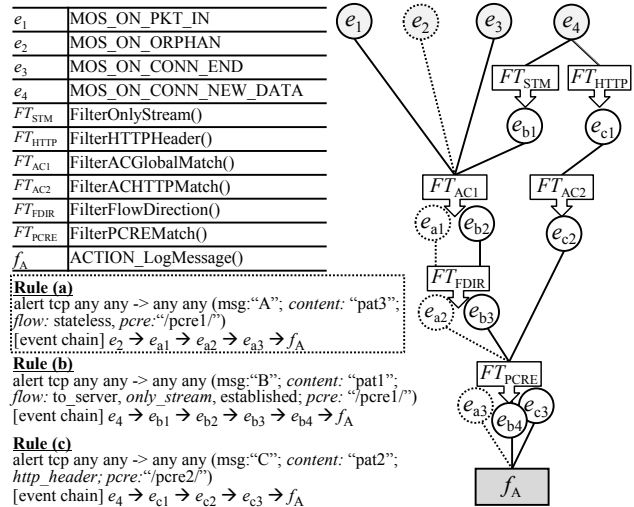 e1 MOS_ON_PKT_IN
e2 MOS_ON_ORPHAN
e3 MOS_ON_CONN_END
e4 MOS_ON_CONN_NEW_DATA
FTSTM FilterOnlyStream()
FTHTTP FilterHTTPHeader()
FTAC1 FilterACGlobalMatch()
FTAC2 FilterACHTTPMatch()
FTFDIR FilterFlowDirection()
FTPCRE FilterPCREMatch()
fA ACTION_LogMessage()
Rule (a)
alert tcp any any -> any any (msg:“A”; content: “pat3”;
flow: stateless, pcre:“/pcre1/”)
[event chain] e2 → ea1 → ea2 → ea3 → fA
Rule (b)
alert tcp any any -> any any (msg:“B”; content: “pat1”;
flow: to_server, only_stream, established; pcre: “/pcre1/”)
[event chain] e4 → eb1 → eb2 → eb3 → eb4 → fA
Rule (c)
alert tcp any any -> any any (msg:“C”; content: “pat2”;
http_header; pcre:“/pcre2/”)
[event chain] e4 → ec1 → ec2 → ec3 → fA
e1 e2 e3 e4
FTSTM FTHTTP
eb1 ec1
FTAC1 FTAC2
ea1 eb2 ec2
FTFDIR
ea2 eb3
FTPCRE
ea3 eb4 ec3
fA